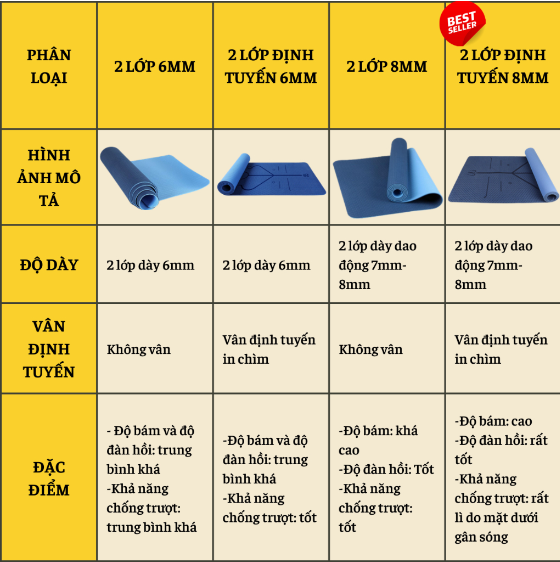 BEST
SELLER
PHÂN
LOẠI
2 LỚP 6MM
2 LỚP ĐỊNH
TUYẾN 6MM
2 LỚP 8MM
2 LỚP ĐỊNH
TUYẾN 8MM
HÌNH
ẢNH MÔ
TẢ
ĐỘ DÀY
2 lớp dày 6mm
2 lớp dày 6mm
2 lớp dày dao
động 7mm-
8mm
2 lớp dày dao
động 7mm-
8mm
VÂN
ĐỊNH
TUYẾN
Không vân
Vân định tuyến
in chìm
Không vân
Vân định tuyến
in chìm
ĐẶC
ĐIỂM
- Độ bám và độ
đàn hồi: trung
bình khá
-Khả năng
chống trượt:
trung bình khá
-Độ bám và độ
đàn hồi: trung
bình khá
-Khả năng
chống trượt: tốt
-Độ bám: khá
cao
-Độ đàn hồi: Tốt
-Khả năng
chống trượt:
tốt
-Độ bám: cao
-Độ đàn hồi: rất
tốt
-Khả năng
chống trượt: rất
lì do mặt dưới
gân sóng